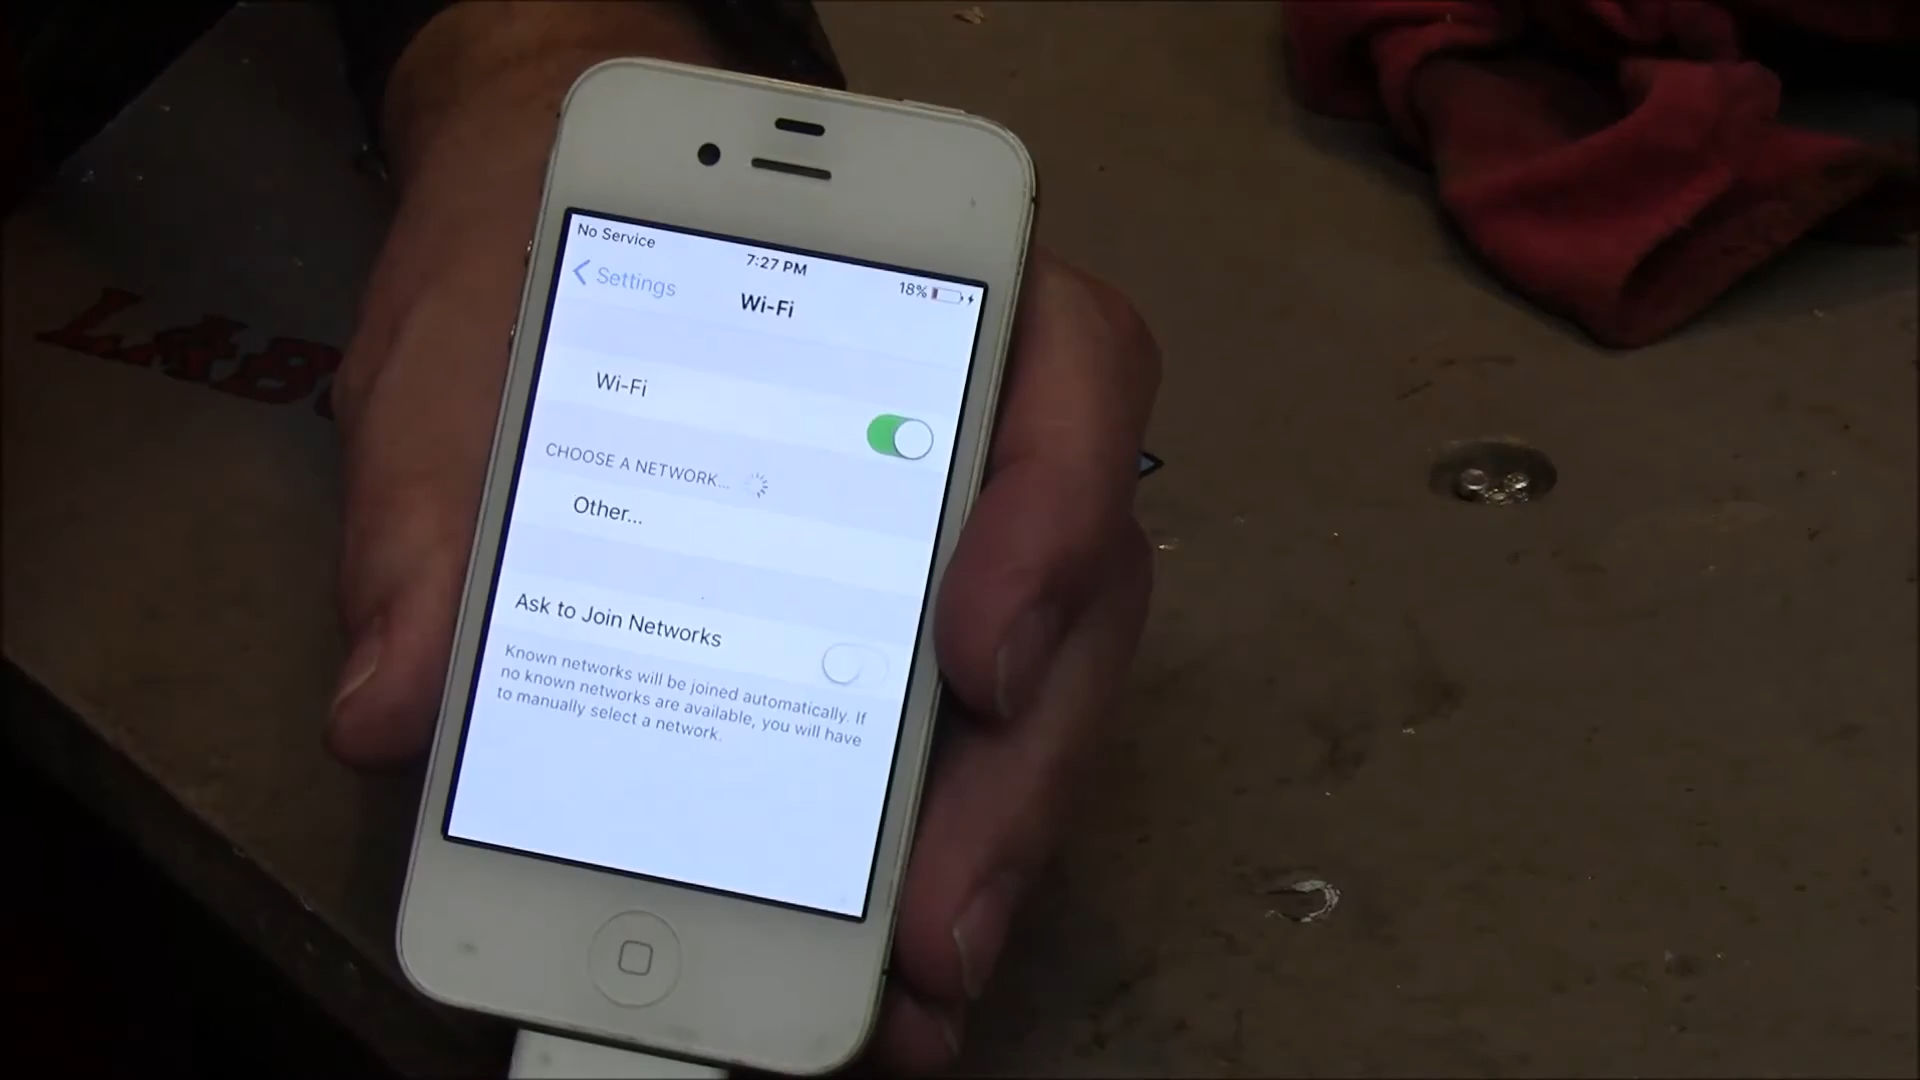 No Service
7:27 PM
18%
Settings
Wi-Fi
Wi-Fi
CHOOSE A NETWORK...
Other...
Ask to Join Networks
Known networks will be joined automatically. If
no known networks are available, you will have
to manually select a network.